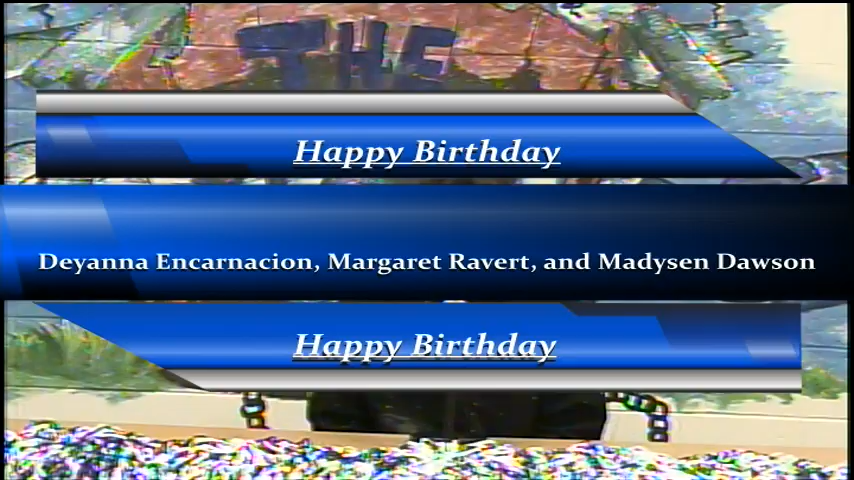 THE
Happy Birthday
Deyanna Encarnacion, Margaret Ravert, and Madysen Dawson
Happy Birthday